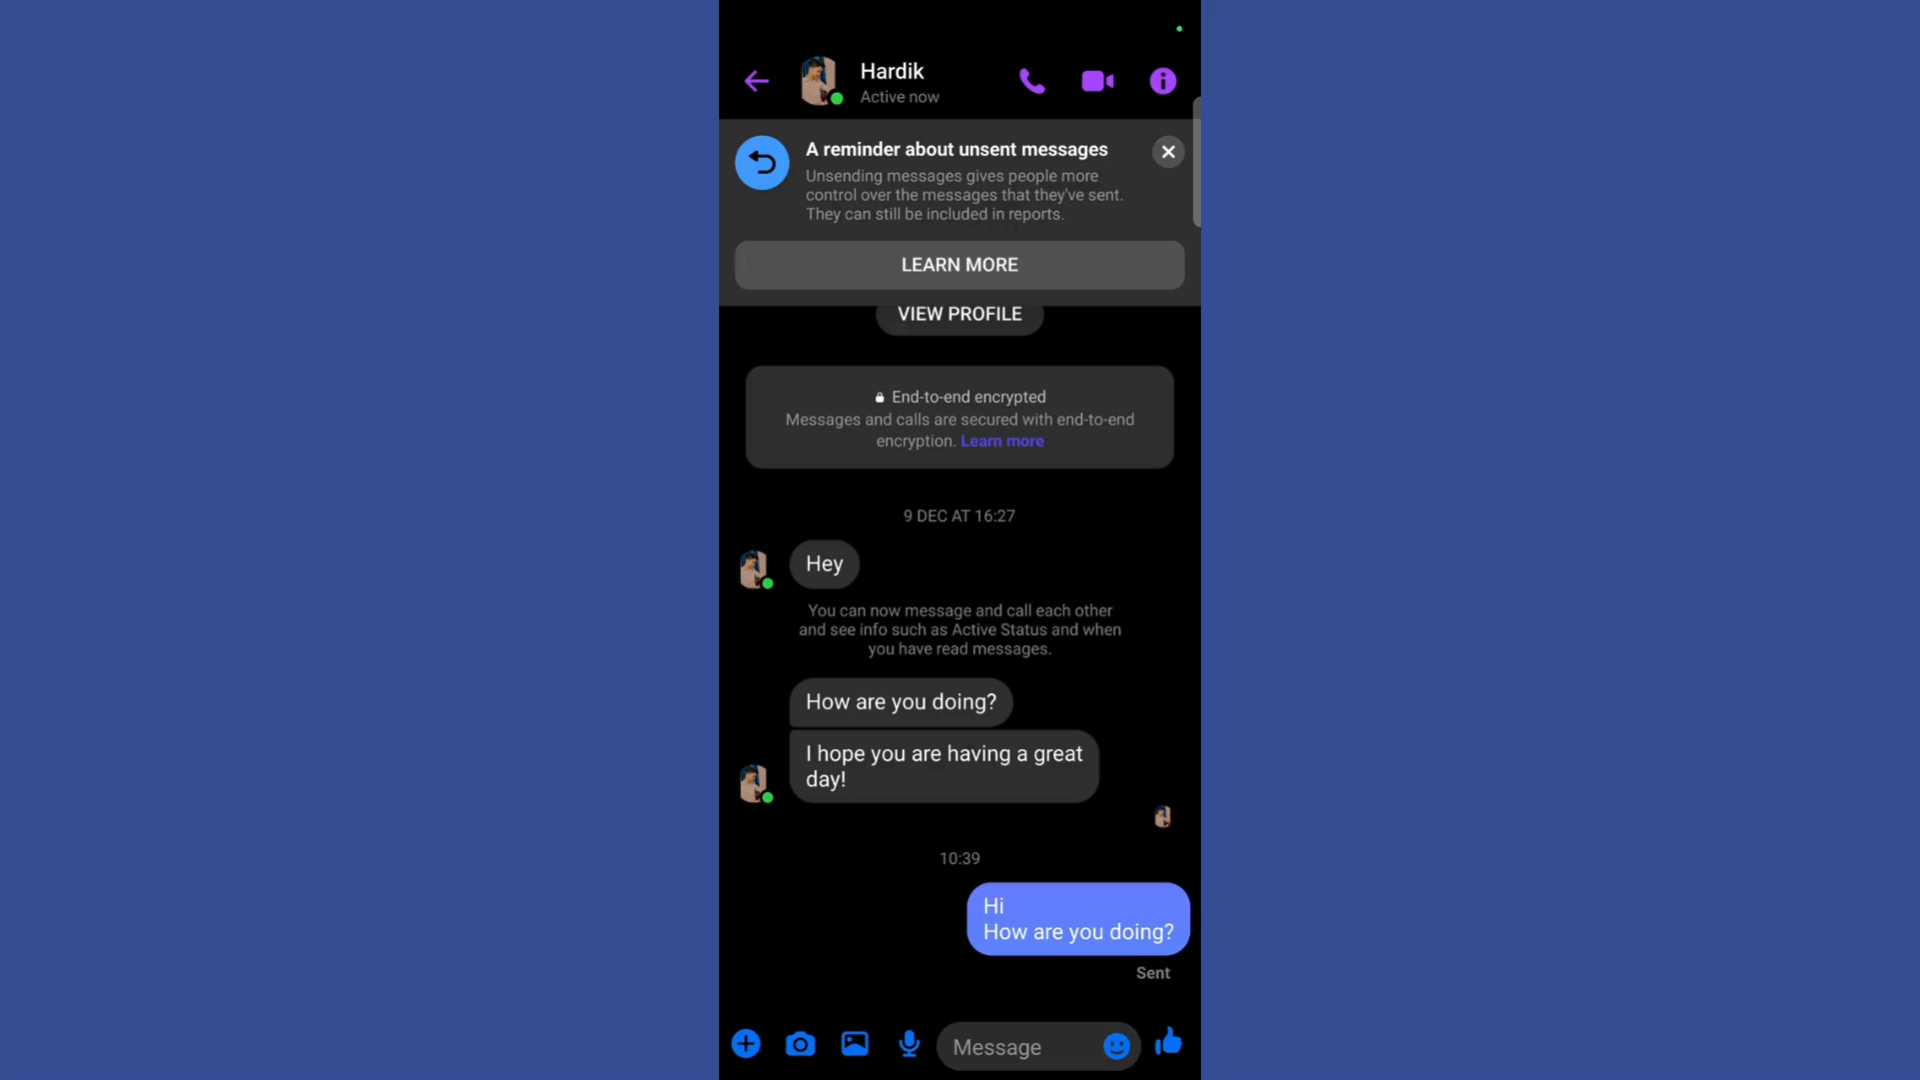 Hardik
Active now
A reminder about unsent messages
Unsending messages gives people more
control over the messages that they've sent.
They can still be included in reports.
LEARN MORE
VIEW PROFILE
End-to-end encrypted
Messages and calls are secured with end-to-end
encryption. Learn more
9 DEC AT 16:27
Hey
You can now message and call each other
and see info such as Active Status and when
you have read messages.
How are you doing?
I hope you are having a great
day!
10:39
Hi
How are you doing?
Sent
Message